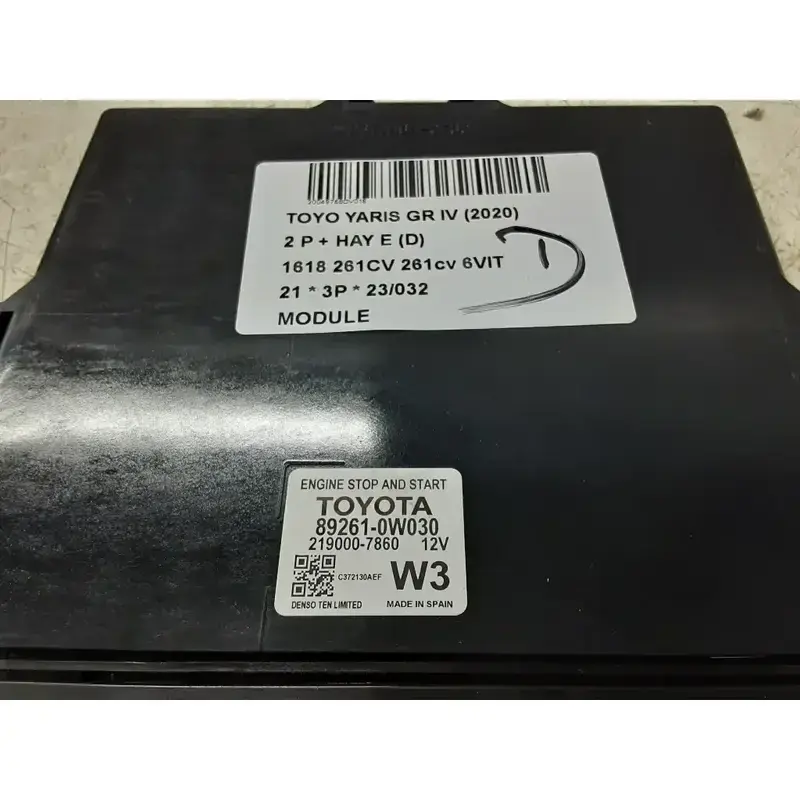 TOYO YARIS GR IV (2020)
2 P + HAY E (D)
1618 261CV 261cv 6VIT
21 * 3P * 23/032
MODULE
D
ENGINE STOP AND START
TOYOTA
89261-0W030
219000-7860 12V
C372130AEF W3
DENSO TEN LIMITED MADE IN SPAIN